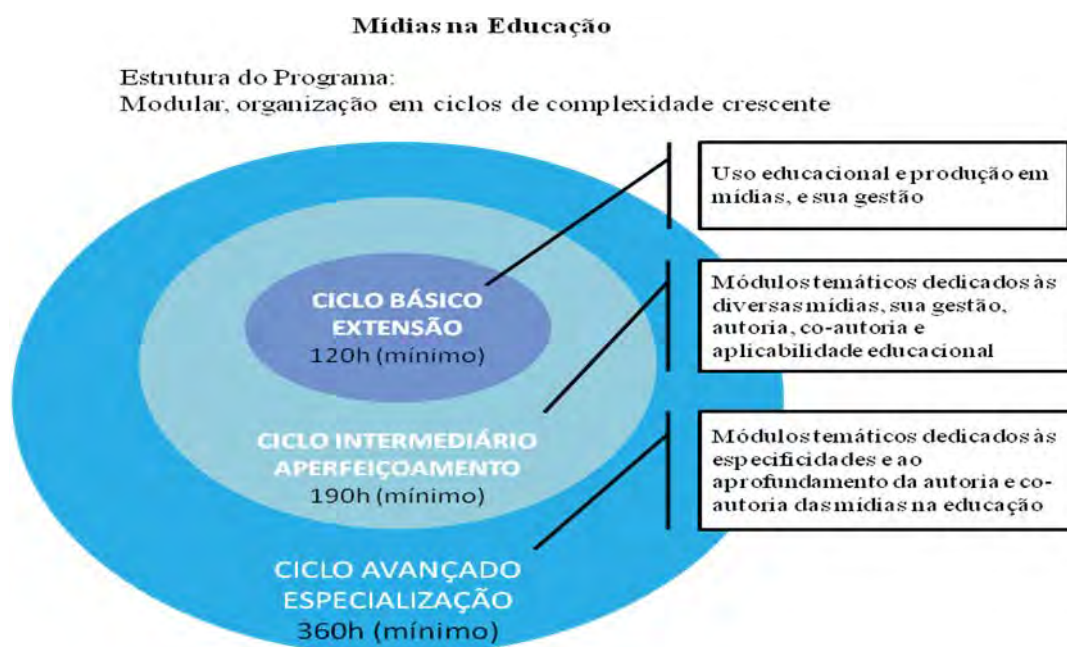 Mídias na Educação
Estrutura do Programa:
Modular, organização em ciclos de complexidade crescente
Uso educacional e produção em
mídias, e sua gestão
CICLO BÁSICO
EXTENSÃO
120h (mínimo)
Módulos temáticos dedicados às
diversas mídias, sua gestão,
autoria, co-autoria e
aplicabilidade educacional
CICLO INTERMEDIÁRIO
APERFEIÇOAMENTO
190h (mínimo)
Módulos temáticos dedicados às
especificidades e ao
aprofundamento da autoria e co-
autoria das mídias na educação
CICLO AVANÇADO
ESPECIALIZAÇÃO
360h (mínimo)